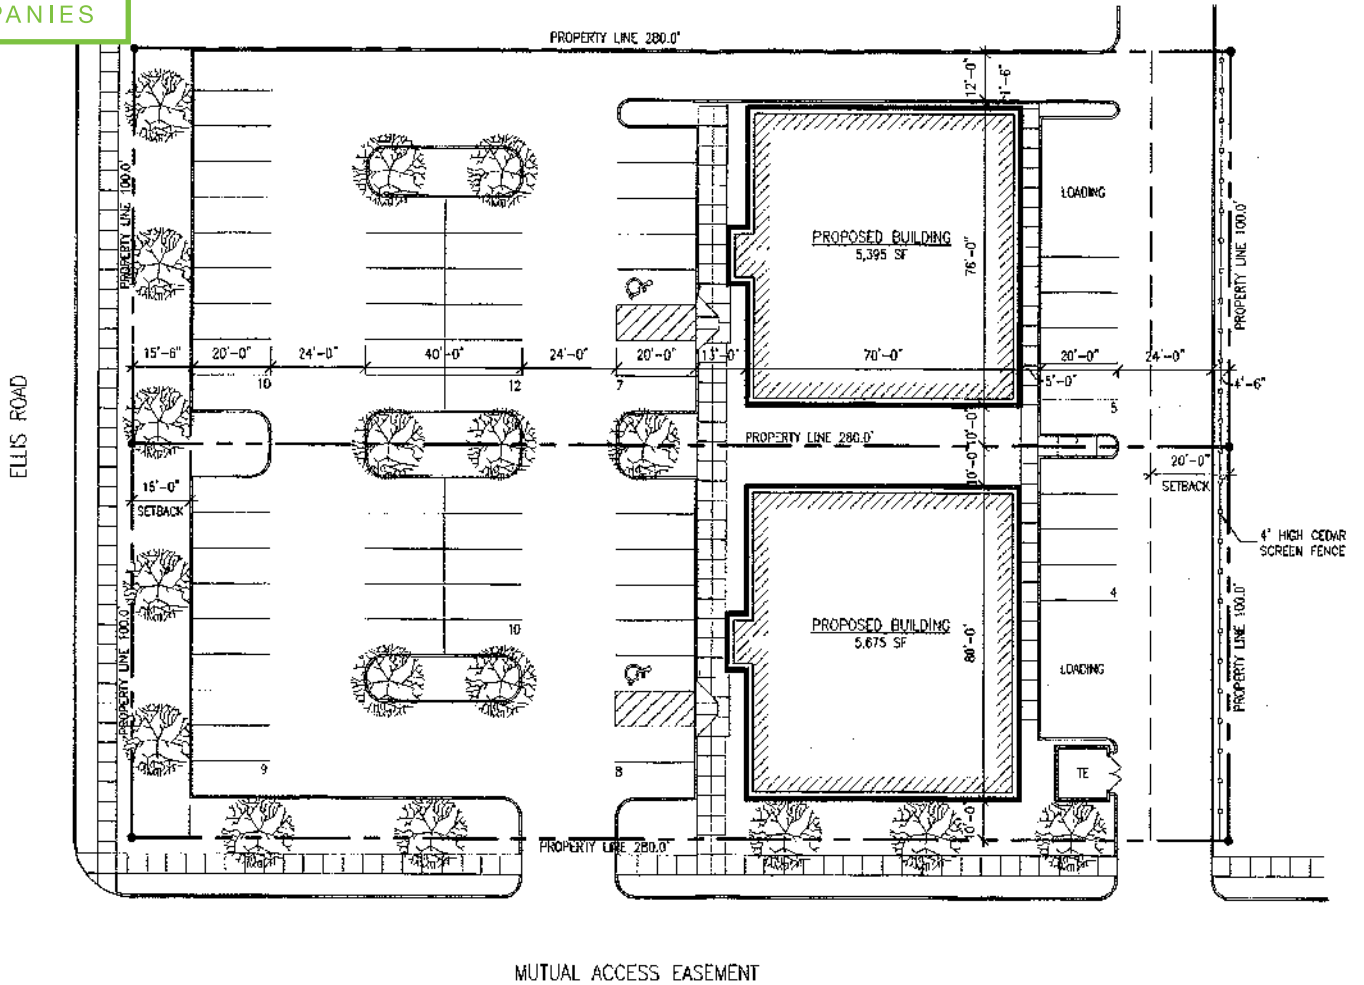 PANIES
PROPERTY LINE 280.0'
12'-0"
1'-6"
PROPERTY LINE 100.0'
LOADING
PROPOSED BUILDING
5,395 SF
76'-0"
PROPERTY LINE 100.0'
15'-6"
20'-0"
24'-0"
40'-0"
24'-0"
20'-0"
13'-0"
70'-0"
5'-0"
20'-0"
24'-0"
4'-6"
10
12
7
5
ELLIS ROAD
PROPERTY LINE 280.0'
10'-0"
10'-0"
20'-0"
SETBACK
15'-0"
SETBACK
4' HIGH CEDAR
SCREEN FENCE
4
PROPERTY LINE 100.0'
10
PROPOSED BUILDING
5,675 SF
80'-0"
LOADING
PROPERTY LINE 100.0'
9
8
TE
10'-0"
PROPERTY LINE 280.0'
MUTUAL ACCESS EASEMENT